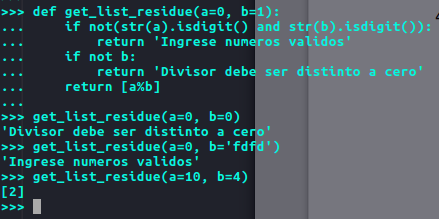 >>> def get_list_residue(a=0, b=1):
...     if not(str(a).isdigit() and str(b).isdigit()):
...         return 'Ingrese numeros validos'
...     if not b:
...         return 'Divisor debe ser distinto a cero'
...     return [a%b]
...
>>> get_list_residue(a=0, b=0)
'Divisor debe ser distinto a cero'
>>> get_list_residue(a=0, b='fdfd')
'Ingrese numeros validos'
>>> get_list_residue(a=10, b=4)
[2]
>>>